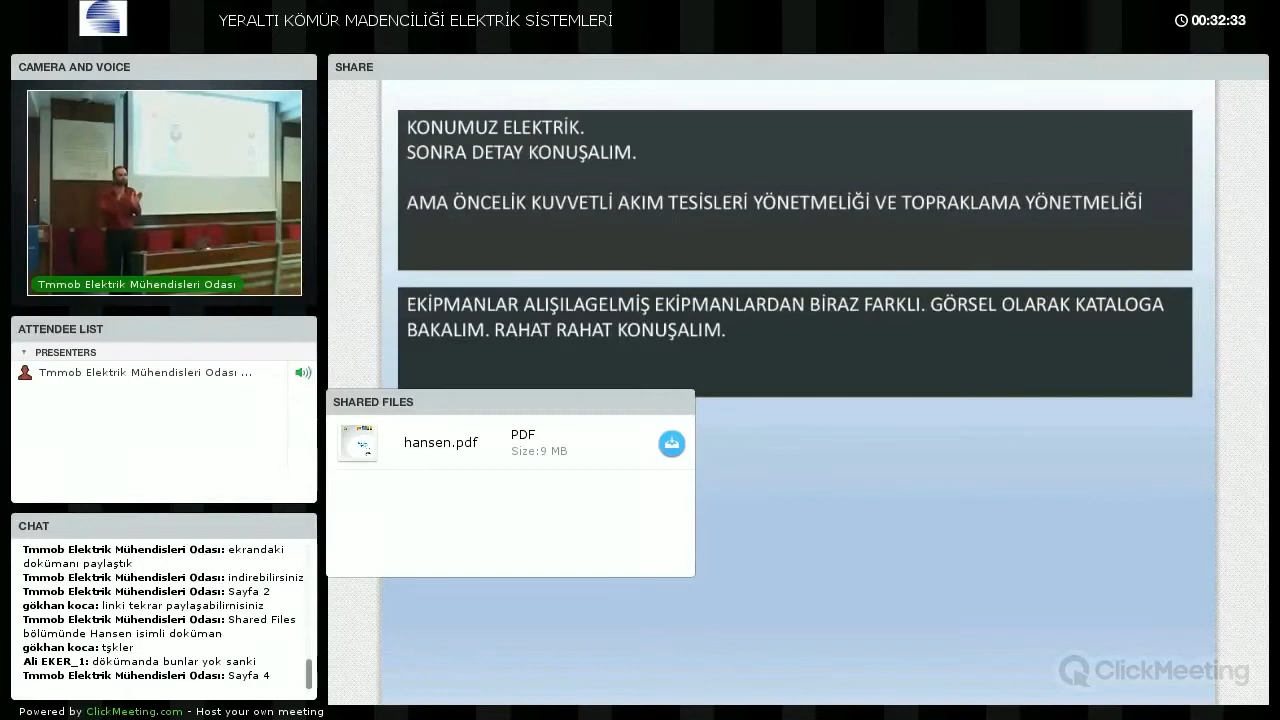 YERALTI KÖMÜR MADENCİLİĞİ ELEKTRİK SİSTEMLERİ
00:32:33
CAMERA AND VOICE
Tmmob Elektrik Mühendisleri Odası
ATTENDEE LIST
PRESENTERS
Tmmob Elektrik Mühendisleri Odası ...
CHAT
Tmmob Elektrik Mühendisleri Odası: ekrandaki
dokümanı paylaştık
Tmmob Elektrik Mühendisleri Odası: indirebilirsiniz
Tmmob Elektrik Mühendisleri Odası: Sayfa 2
gökhan koca: linki tekrar paylaşabilirnisiniz
Tmmob Elektrik Mühendisleri Odası: Shared Files
bölümünde Hansen isimli doküman
gökhan koca: tşkler
Ali EKER_1: dökümanda bunlar yok sanki
Tmmob Elektrik Mühendisleri Odası: Sayfa 4
SHARE
KONUMUZ ELEKTRİK.
SONRA DETAY KONUŞALIM.
AMA ÖNCELİK KUVVETLİ AKIM TESİSLERİ YÖNETMELİĞİ VE TOPRAKLAMA YÖNETMELİĞİ
EKİPMANLAR ALIŞILAGELMİŞ EKİPMANLARDAN BİRAZ FARKLI. GÖRSEL OLARAK KATALOGA
BAKALIM. RAHAT RAHAT KONUŞALIM.
SHARED FILES
hansen.pdf
PDF
Size:9 MB
ClickMeeting
Powered by ClickMeeting.com - Host your own meeting